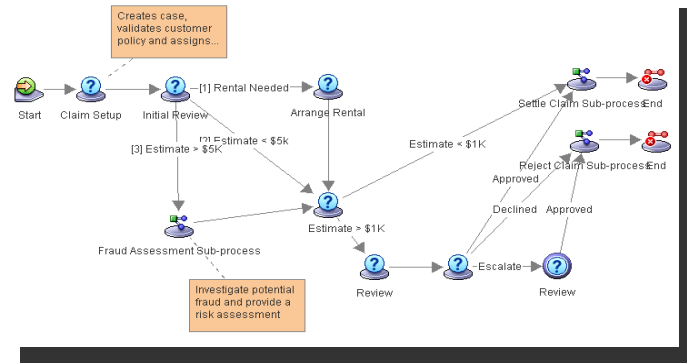 Creates case,
validates customer
policy and assigns...
Start
Claim Setup
Initial Review
[1] Rental Needed
Arrange Rental
Settle Claim Sub-process
End
[2] Estimate < $5k
[3] Estimate > $5K
Estimate < $1K
Reject Claim Sub-process
End
Approved
Declined
Approved
Fraud Assessment Sub-process
Estimate > $1K
Review
Escalate
Review
Investigate potential
fraud and provide a
risk assessment